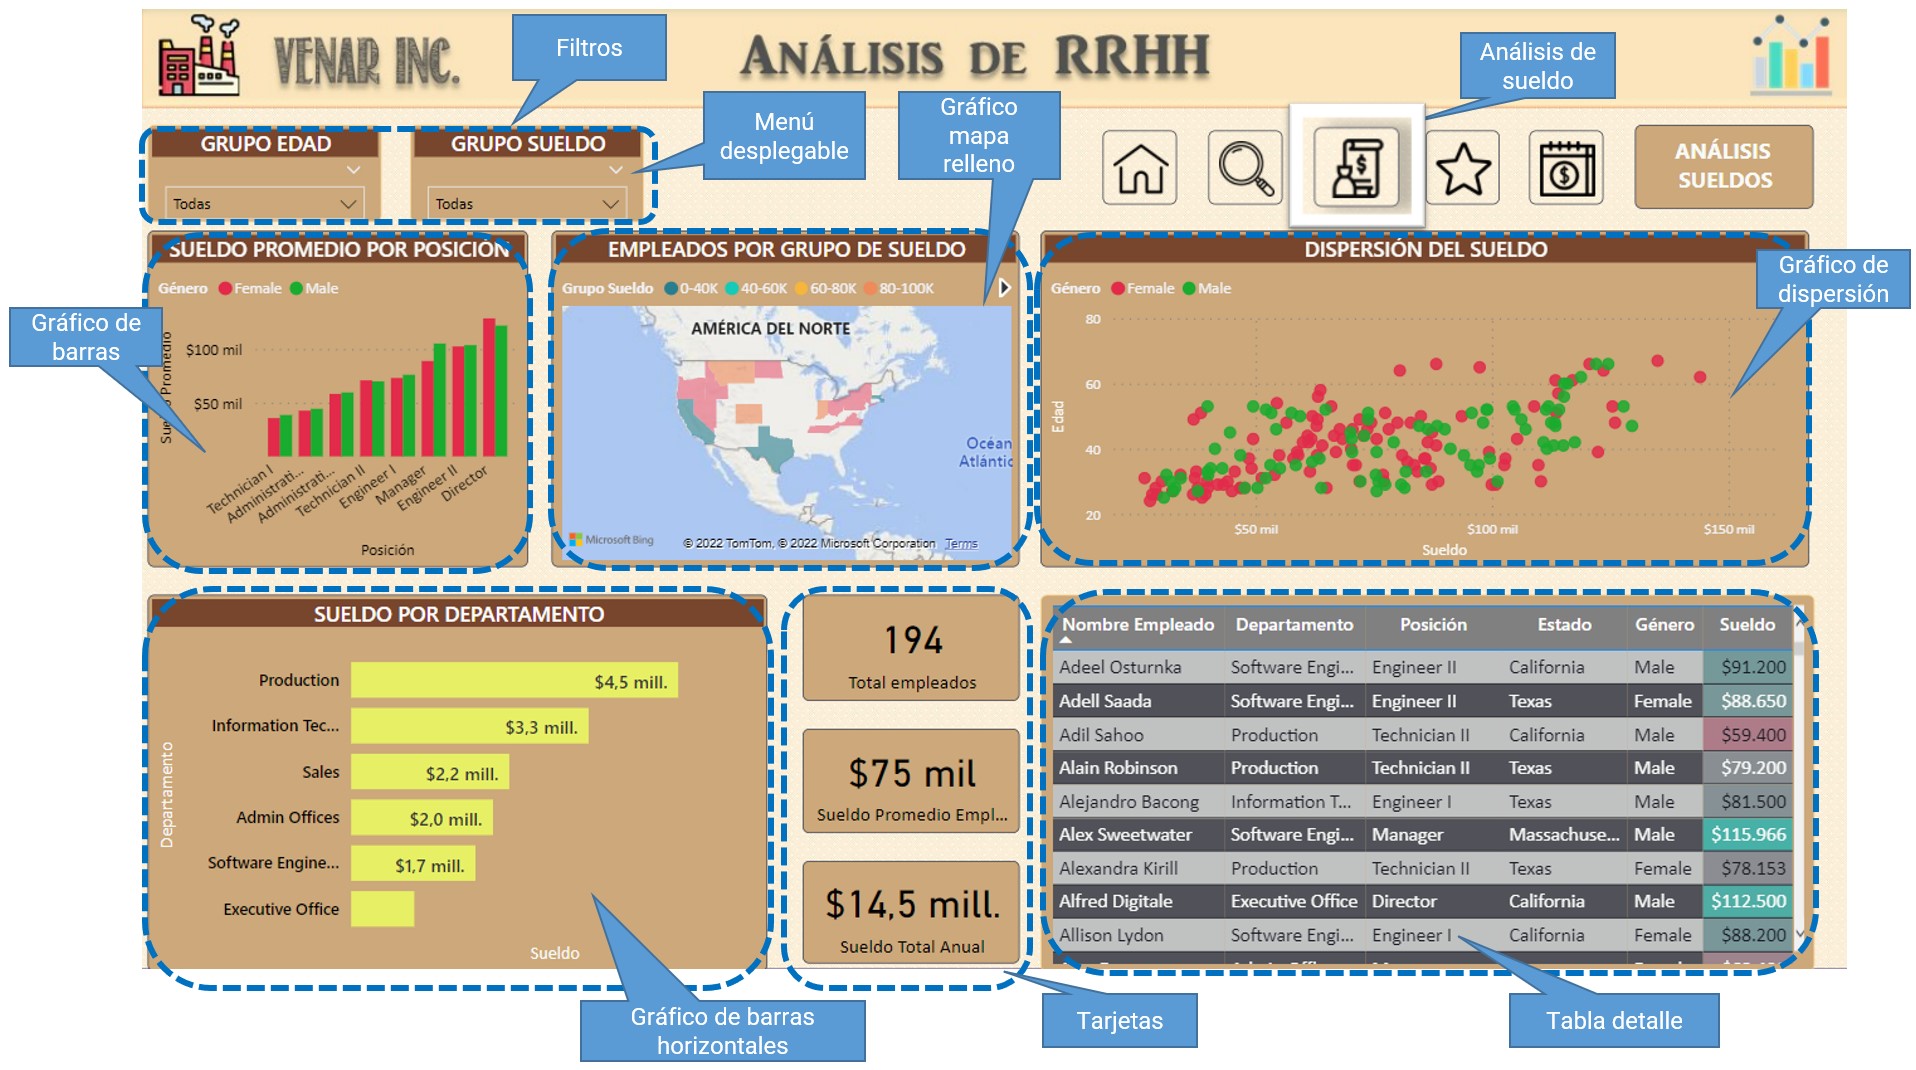 VENAR INC.
Filtros
ANÁLISIS DE RRHH
Análisis de
sueldo
Menú
desplegable
Gráfico
mapa
relleno
GRUPO EDAD
Todas
GRUPO SUELDO
Todas
ANÁLISIS
SUELDOS
SUELDO PROMEDIO POR POSICIÓN
Género Female Male
$100 mil
$50 mil
Technician I
Administrati...
Administrati...
Technician II
Engineer I
Manager
Engineer II
Director
Posición
Gráfico de
barras
EMPLEADOS POR GRUPO DE SUELDO
Grupo Sueldo 0-40K 40-60K 60-80K 80-100K
AMÉRICA DEL NORTE
Océan
Atlántic
Microsoft Bing
© 2022 TomTom, © 2022 Microsoft Corporation Terms
DISPERSIÓN DEL SUELDO
Género Female Male
Gráfico de
dispersión
80
60
40
20
Edad
$50 mil $100 mil $150 mil
Sueldo
SUELDO POR DEPARTAMENTO
Departamento
Production $4,5 mill.
Information Tec... $3,3 mill.
Sales $2,2 mill.
Admin Offices $2,0 mill.
Software Engine... $1,7 mill.
Executive Office
Sueldo
Gráfico de barras
horizontales
194
Total empleados
$75 mil
Sueldo Promedio Empl...
$14,5 mill.
Sueldo Total Anual
Tarjetas
Nombre Empleado Departamento Posición Estado Género Sueldo
Adeel Osturnka Software Engi... Engineer II California Male $91.200
Adell Saada Software Engi... Engineer II Texas Female $88.650
Adil Sahoo Production Technician II California Male $59.400
Alain Robinson Production Technician II Texas Male $79.200
Alejandro Bacong Information T... Engineer I Texas Male $81.500
Alex Sweetwater Software Engi... Manager Massachuse... Male $115.966
Alexandra Kirill Production Technician II Texas Female $78.153
Alfred Digitale Executive Office Director California Male $112.500
Allison Lydon Software Engi... Engineer I California Female $88.200
Tabla detalle